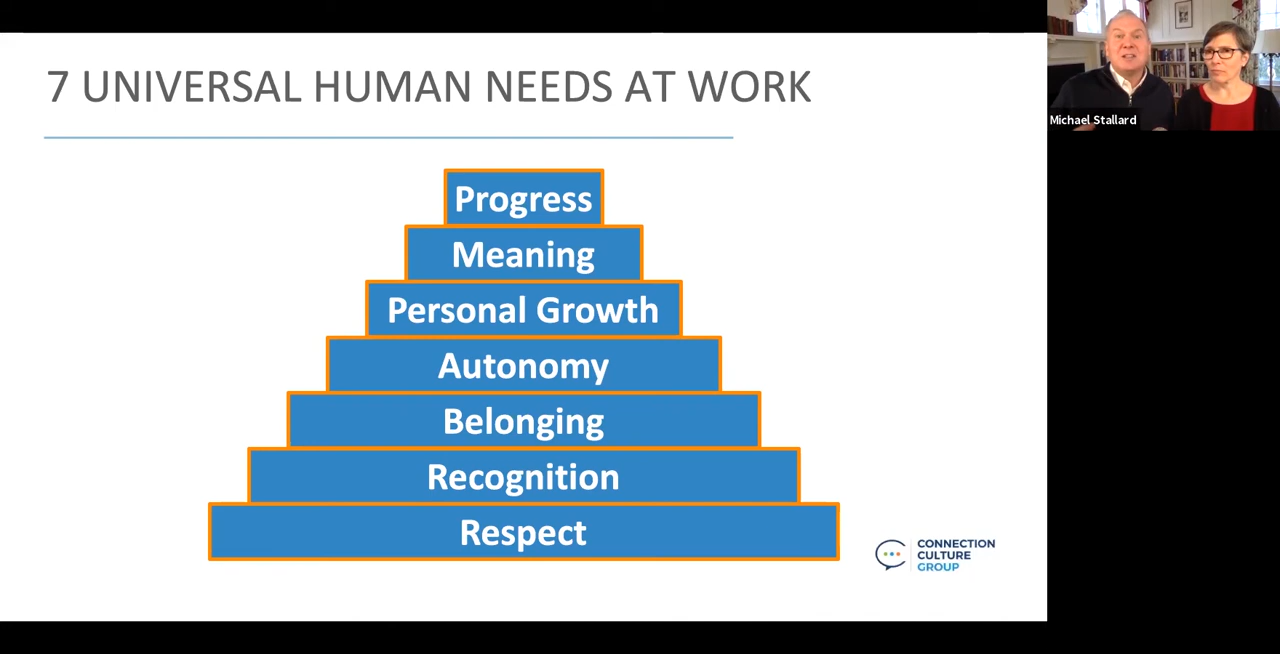 7 UNIVERSAL HUMAN NEEDS AT WORK
Michael Stallard
Progress
Meaning
Personal Growth
Autonomy
Belonging
Recognition
Respect
CONNECTION
CULTURE
GROUP